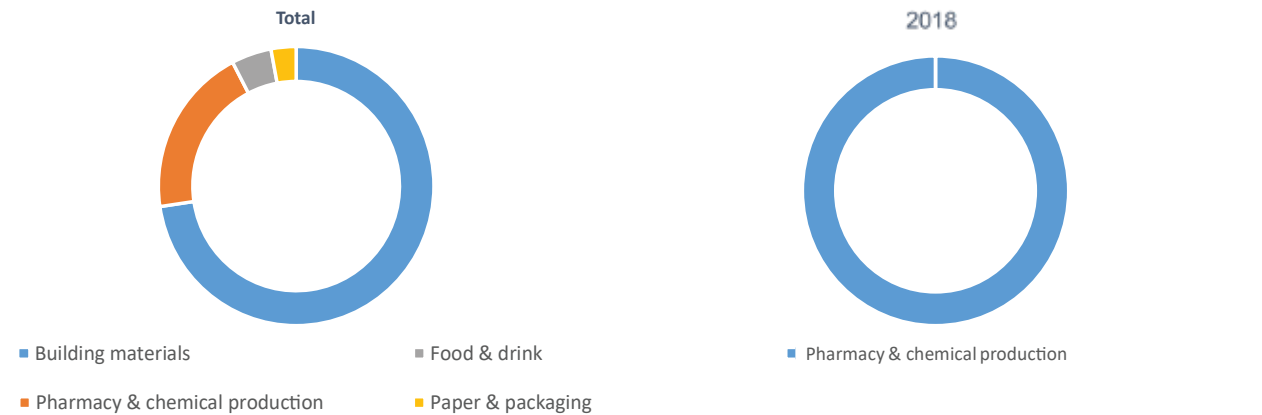 Total
2018
Building materials
Food & drink
Pharmacy & chemical production
Pharmacy & chemical production
Paper & packaging